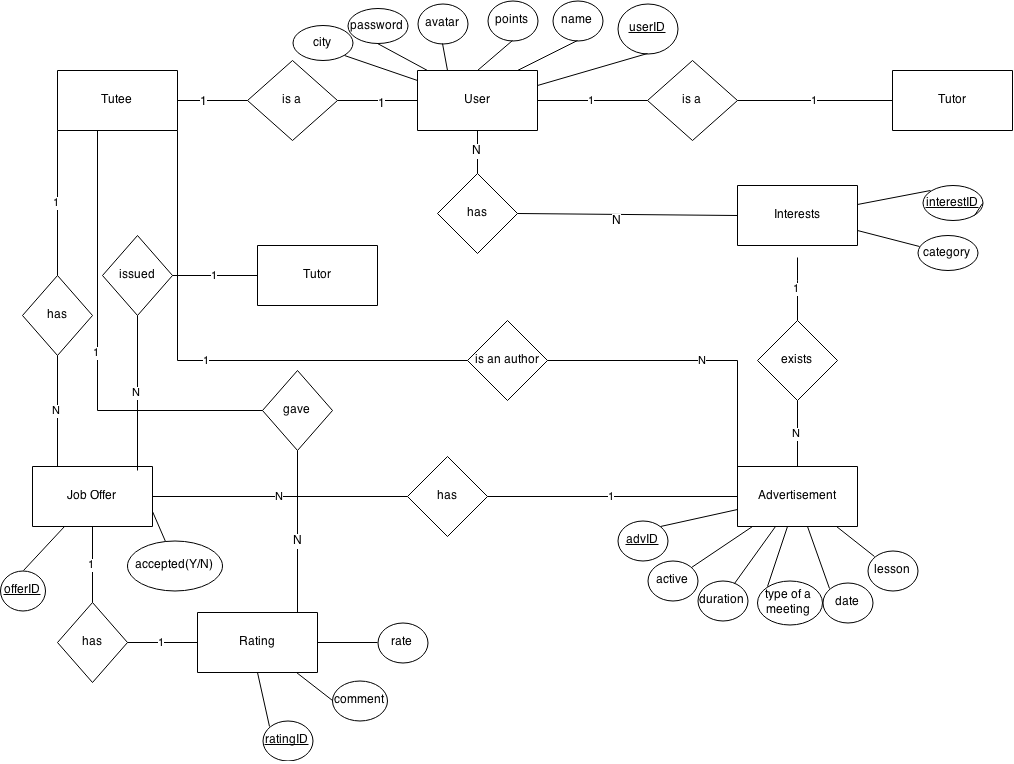 password
avatar
points
name
userID
city
Tutee
1
is a
1
User
1
is a
1
Tutor
N
has
N
Interests
interestID
category
1
issued
1
Tutor
has
1
1
1
is an author
N
exists
N
N
gave
N
N
Job Offer
N
has
1
Advertisement
accepted(Y/N)
offerID
1
N
advID
active
duration
type of a
meeting
date
lesson
has
1
Rating
rate
comment
ratingID